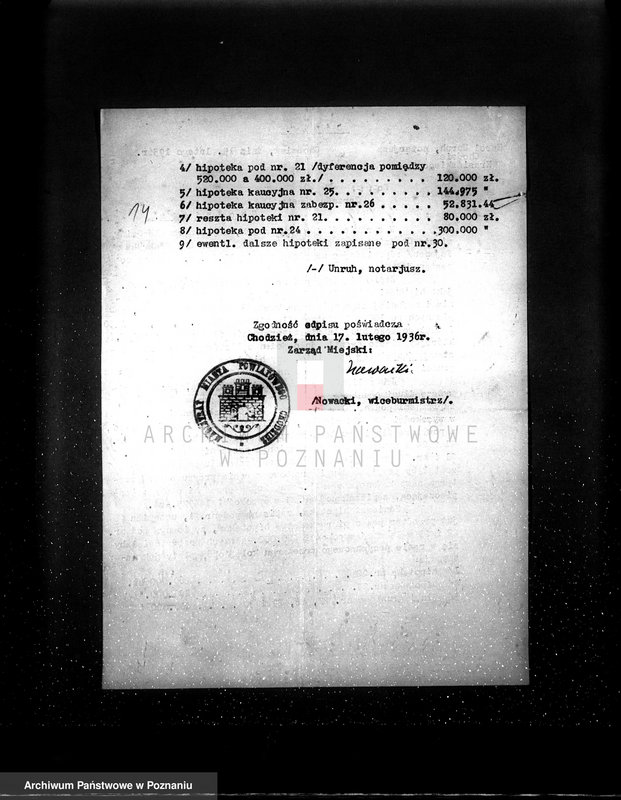 4/ hipoteka pod nr. 21 /dyferencja pomiędzy
520.000 a 400.000 zł./ . . . . . . . . . . 120.000 zł.
5/ hipoteka kaucyjna nr. 25. . . . . . . . . 144.975 "
6/ hipoteka kaucyjna zabezp. nr.26 . . . . . 52.831.44
14
7/ reszta hipoteki nr. 21. . . . . . . . . . 80.000 zł.
8/ hipoteka pod nr.24 . . . . . . . . . . . .300.000 "
9/ ewentl. dalsze hipoteki zapisane pod nr.30.
/-/ Unruh, notarjusz.
Zgodność odpisu poświadcza
Chodzież, dnia 17. lutego 1936r.
Zarząd Miejski:
Nowacki
/Nowacki, wiceburmistrz/.
MIASTA POWIATOWEGO
ARCHIWUM PAŃSTWOWE
W POZNANIU
Archiwum Państwowe w Poznaniu